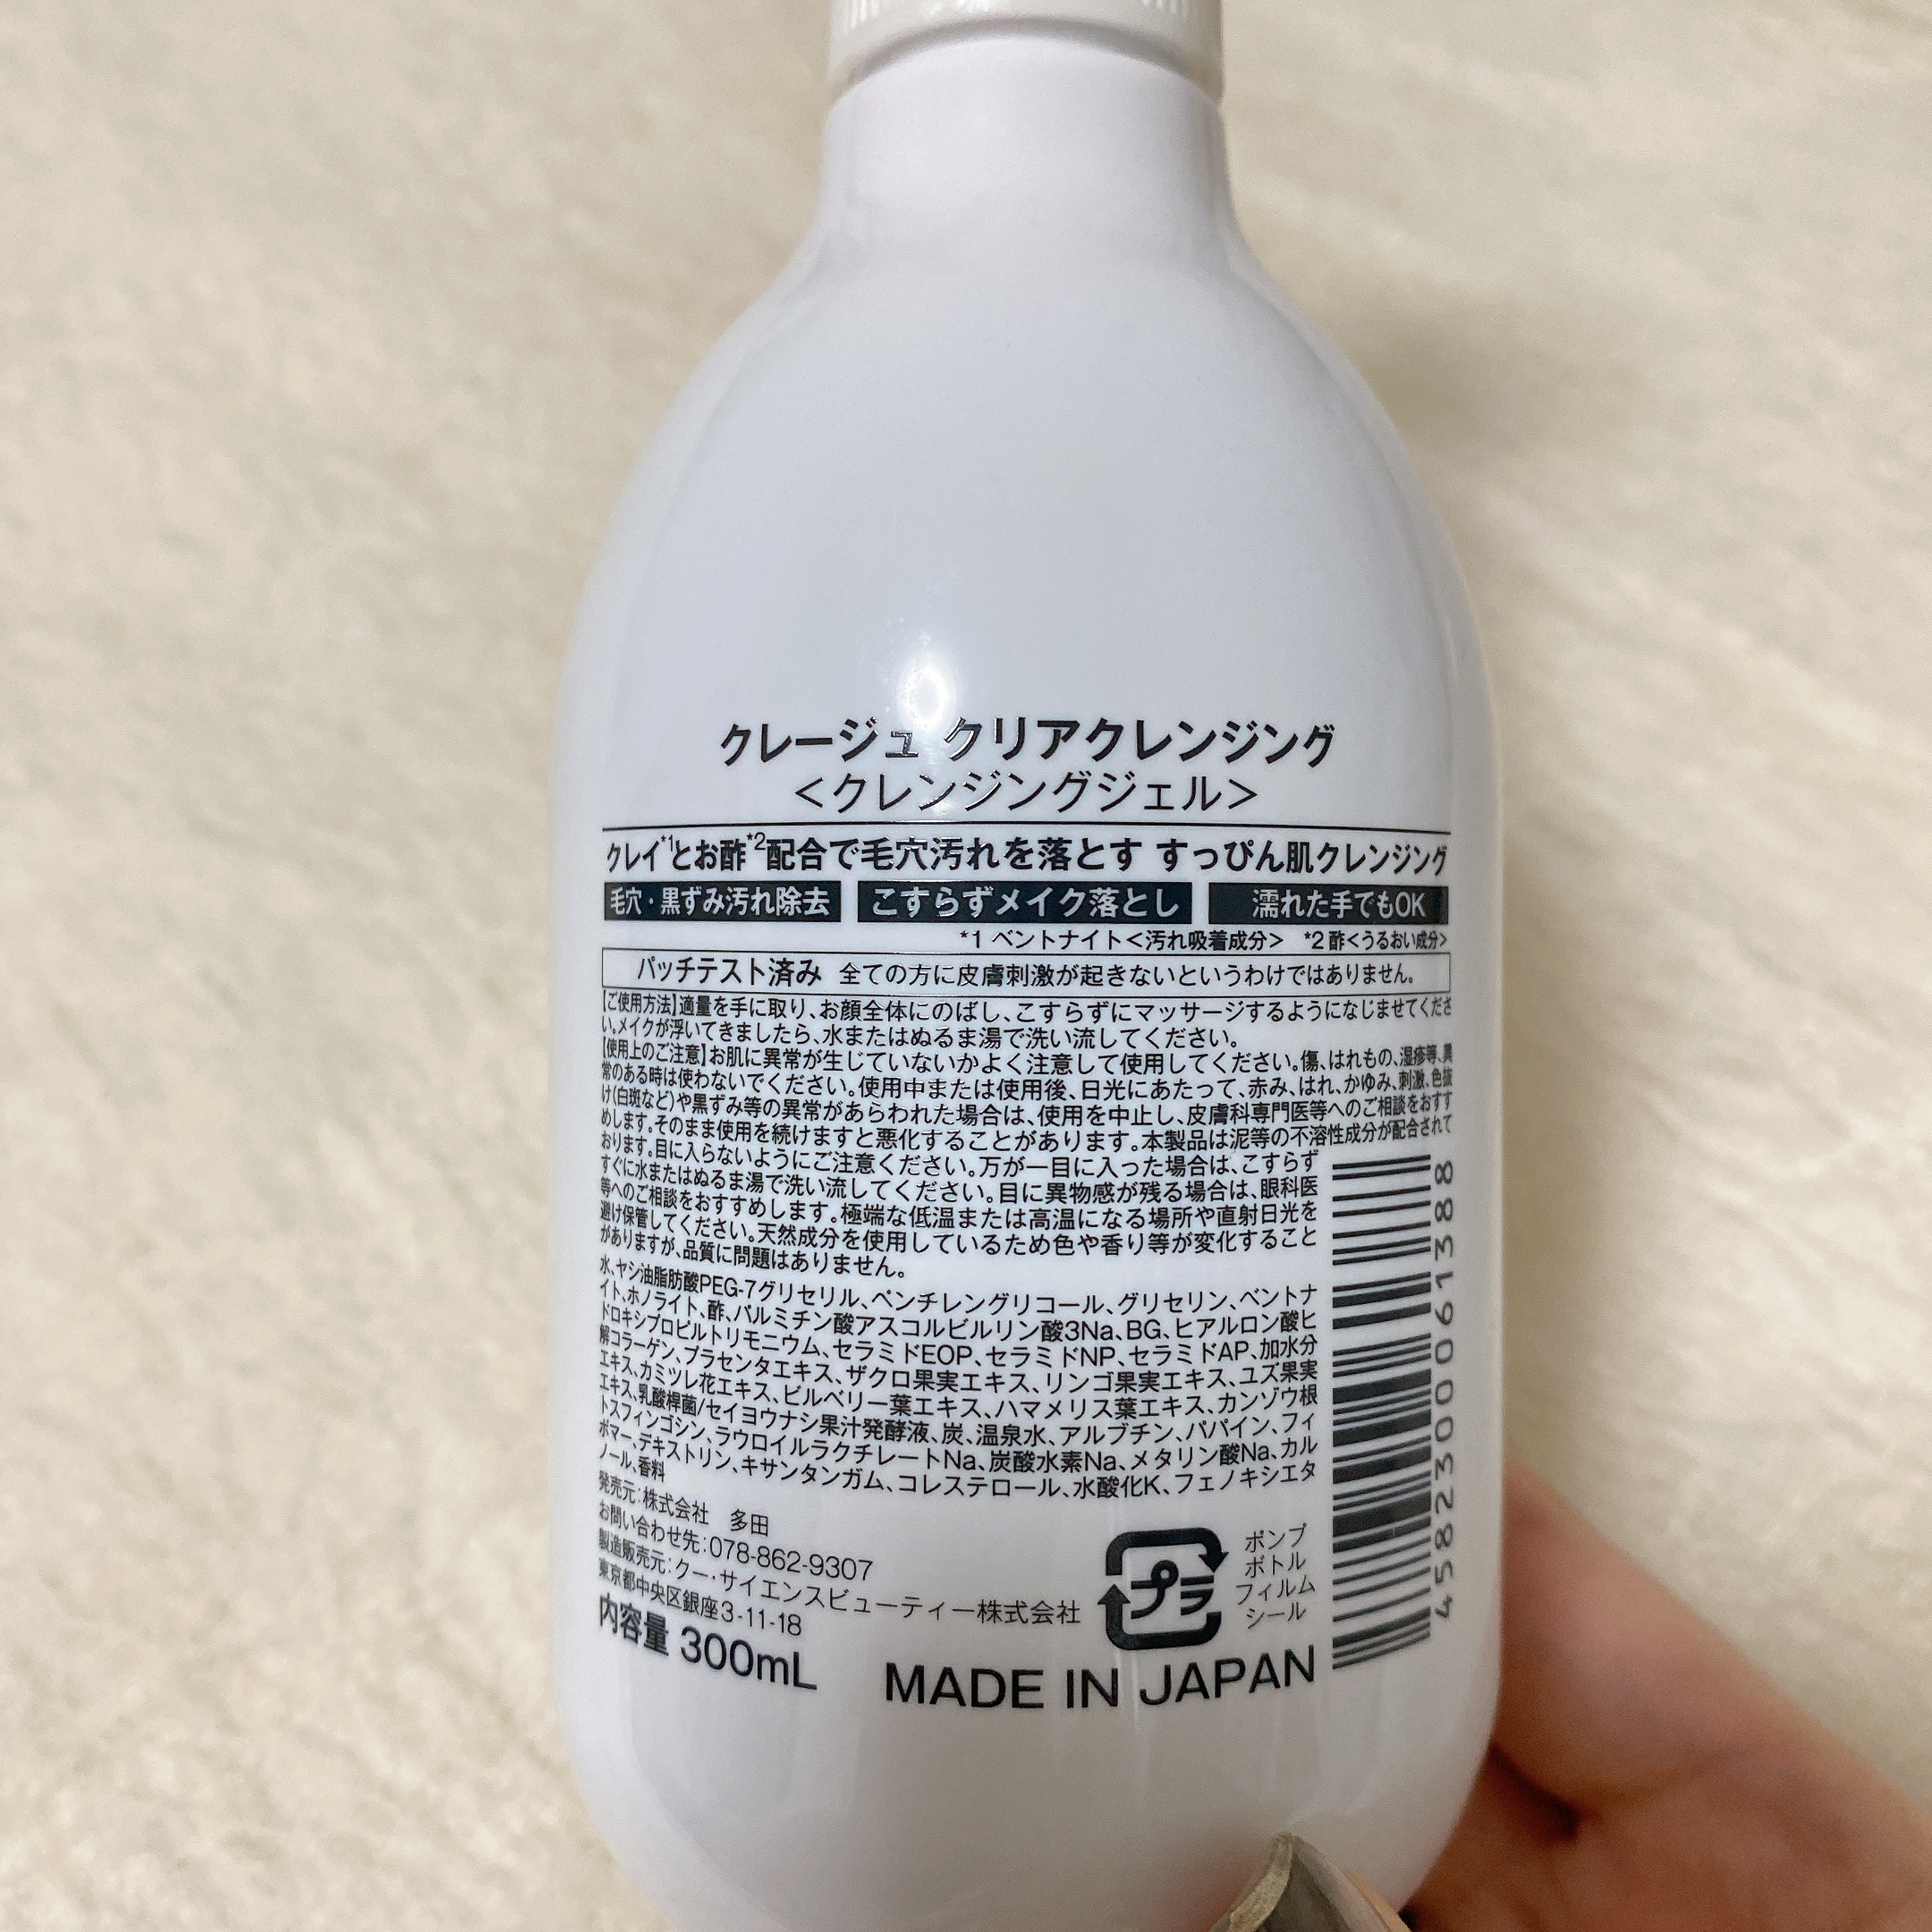 クレージュ クリアクレンジング
<クレンジングジェル>
クレイ*1とお酢*2配合で毛穴汚れを落とす すっぴん肌クレンジング
毛穴・黒ずみ汚れ除去 こすらずメイク落とし 濡れた手でもOK
*1 ベントナイト<汚れ吸着成分> *2 酢<うるおい成分>
パッチテスト済み 全ての方に皮膚刺激が起きないというわけではありません。
【ご使用方法】適量を手に取り、お顔全体にのばし、こすらずにマッサージするようになじませてくださ
い。メイクが浮いてきましたら、水またはぬるま湯で洗い流してください。
【使用上のご注意】お肌に異常が生じていないかよく注意して使用してください。傷、はれもの、湿疹等、異
常のある時は使わないでください。使用中または使用後、日光にあたって、赤み、はれ、かゆみ、刺激、色抜
け(白斑など)や黒ずみ等の異常があらわれた場合は、使用を中止し、皮膚科専門医等へのご相談をおすす
めします。そのまま使用を続けますと悪化することがあります。本製品は泥等の不溶性成分が配合されて
おります。目に入らないようにご注意ください。万が一目に入った場合は、こすらず
すぐに水またはぬるま湯で洗い流してください。目に異物感が残る場合は、眼科医
等へのご相談をおすすめします。極端な低温または高温になる場所や直射日光を
避け保管してください。天然成分を使用しているため色や香り等が変化すること
がありますが、品質に問題はありません。
水、ヤシ油脂肪酸PEG-7グリセリル、ペンチレングリコール、グリセリン、ベントナ
イト、ホノライト、酢、パルミチン酸アスコルビルリン酸3Na、BG、ヒアルロン酸ヒ
ドロキシプロピルトリモニウム、セラミドEOP、セラミドNP、セラミドAP、加水分
解コラーゲン、プラセンタエキス、ザクロ果実エキス、リンゴ果実エキス、ユズ果実
エキス、カミツレ花エキス、ビルベリー葉エキス、ハマメリス葉エキス、カンゾウ根
エキス、乳酸桿菌/セイヨウナシ果汁発酵液、炭、温泉水、アルブチン、パパイン、フィ
トスフィンゴシン、ラウロイルラクチレートNa、炭酸水素Na、メタリン酸Na、カル
ボマー、デキストリン、キサンタンガム、コレステロール、水酸化K、フェノキシエタ
ノール、香料
発売元:株式会社 多田
お問い合わせ先:078-862-9307
製造販売元:クー・サイエンスビューティー株式会社
東京都中央区銀座3-11-18
内容量 300mL
プラ
ポンプ
ボトル
フィルム
シール
MADE IN JAPAN
4582300061388